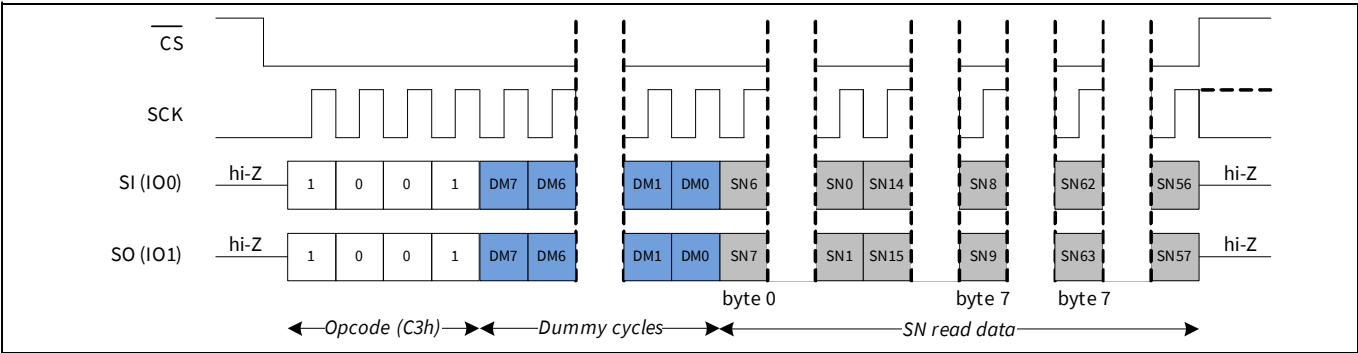 CS
SCK
hi-Z hi-Z
SI (IO0) 1 0 0 1 DM7 DM6 DM1 DM0 SN6 SN0 SN14 SN8 SN62 SN56
hi-Z hi-Z
SO (IO1) 1 0 0 1 DM7 DM6 DM1 DM0 SN7 SN1 SN15 SN9 SN63 SN57
byte 0 byte 7 byte 7
Opcode (C3h) Dummy cycles SN read data